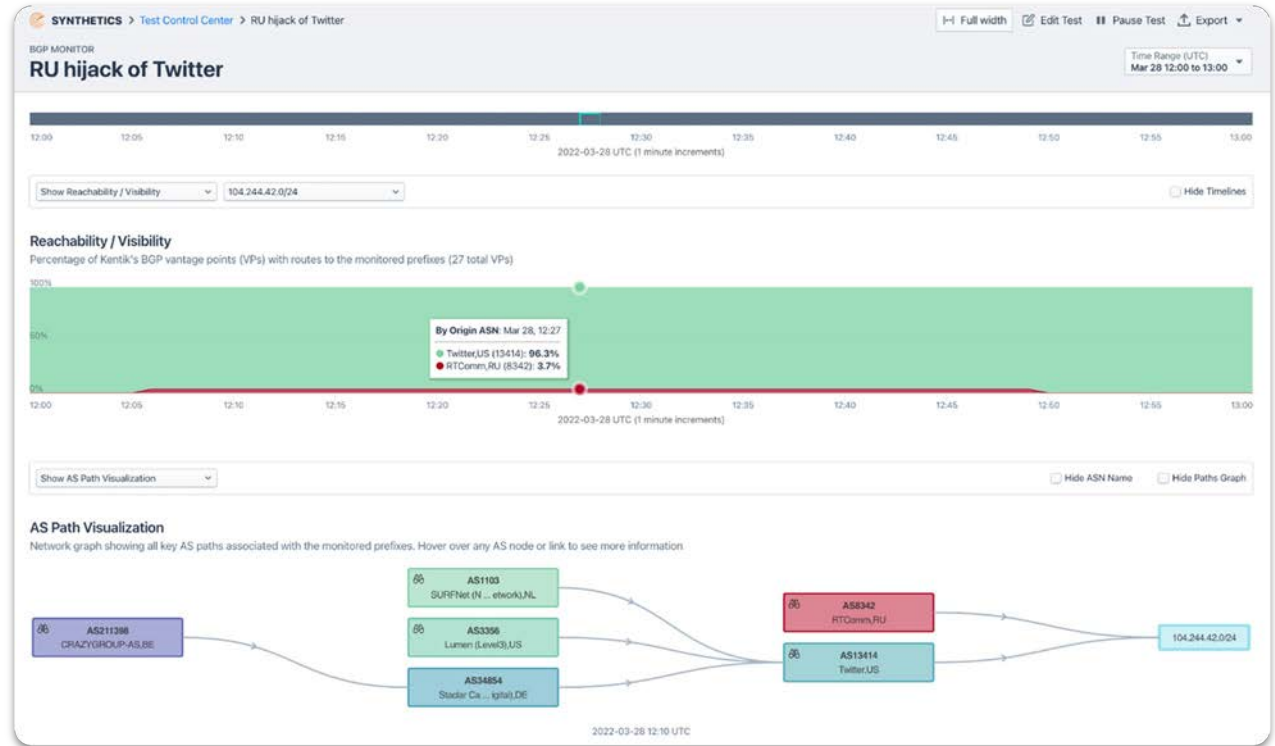 SYNTHETICS > Test Control Center > RU hijack of Twitter
Full width Edit Test Pause Test Export
BGP MONITOR
RU hijack of Twitter
Time Range (UTC)
Mar 28 12:00 to 13:00
12:00 12:05 12:10 12:15 12:20 12:25 12:30 12:35 12:40 12:45 12:50 12:55 13:00
2022-03-28 UTC (1 minute increments)
Show Reachability / Visibility 104.244.42.0/24 Hide Timelines
Reachability / Visibility
Percentage of Kentik's BGP vantage points (VPs) with routes to the monitored prefixes (27 total VPs)
100%
50%
0%
By Origin ASN: Mar 28, 12:27
Twitter,US (13414): 96.3%
RTComm,RU (8342): 3.7%
12:00 12:05 12:10 12:15 12:20 12:25 12:30 12:35 12:40 12:45 12:50 12:55 13:00
2022-03-28 UTC (1 minute increments)
Show AS Path Visualization Hide ASN Name Hide Paths Graph
AS Path Visualization
Network graph showing all key AS paths associated with the monitored prefixes. Hover over any AS node or link to see more information
AS1103
SURFNet (N ... etwork),NL
AS8342
RTComm,RU
AS211398
CRAZYGROUP-AS,BE
AS3356
Lumen (Level3),US
104.244.42.0/24
AS13414
Twitter,US
AS34854
Staclar Ca ... igital),DE
2022-03-28 12:10 UTC